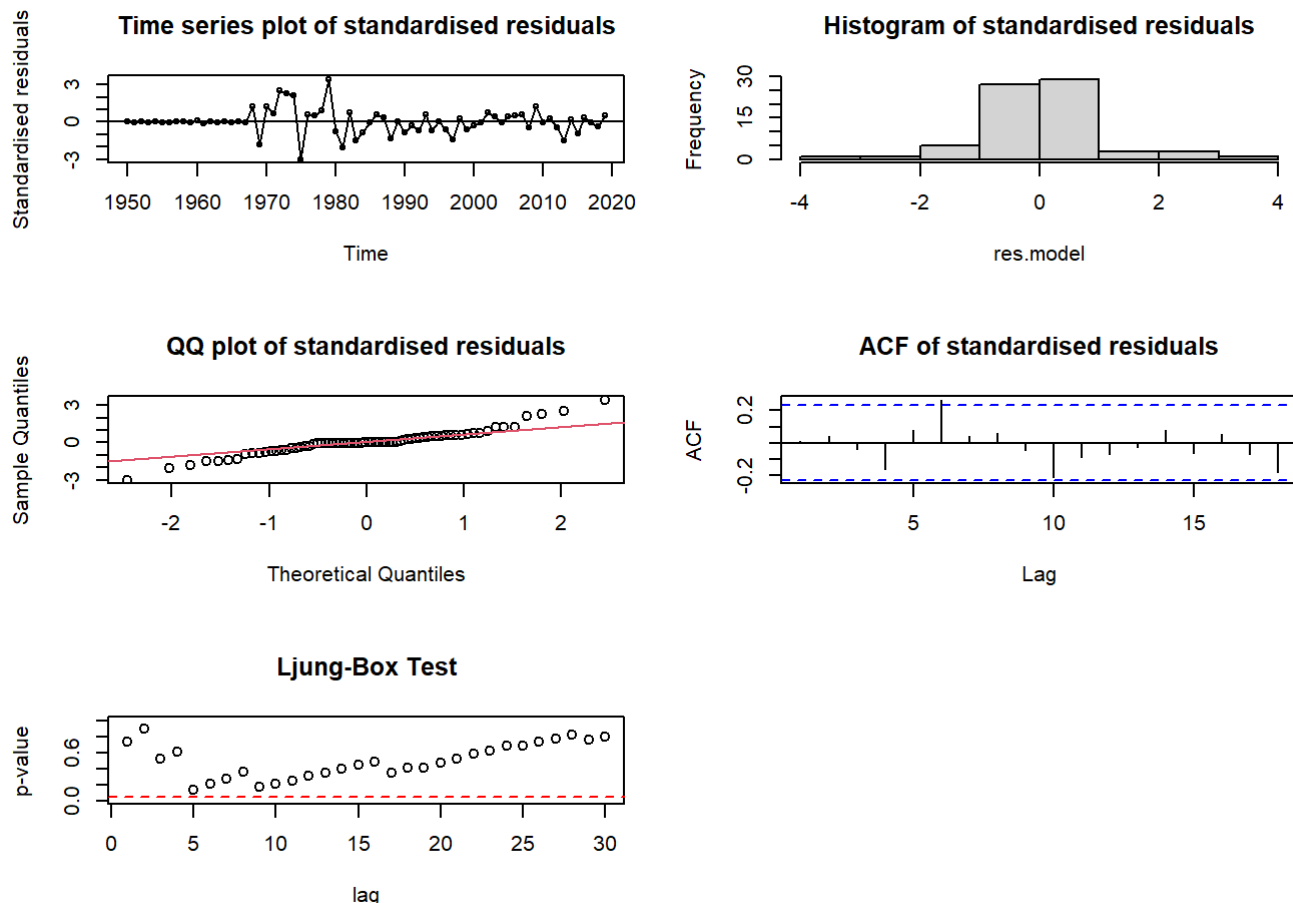 Time series plot of standardised residuals
Standardised residuals
3
0
-3
1950 1960 1970 1980 1990 2000 2010 2020
Time
Histogram of standardised residuals
Frequency
30
15
0
-4 -2 0 2 4
res.model
QQ plot of standardised residuals
Sample Quantiles
3
0
-3
-2 -1 0 1 2
Theoretical Quantiles
ACF of standardised residuals
ACF
0.2
-0.2
5 10 15
Lag
Ljung-Box Test
p-value
0.6
0.0
0 5 10 15 20 25 30
lag